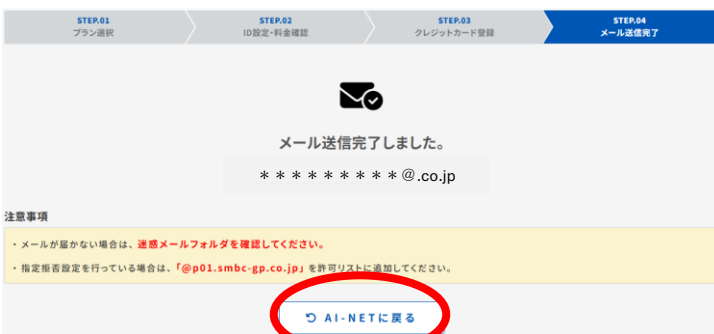 STEP.01
プラン選択
STEP.02
ID設定・料金確認
STEP.03
クレジットカード登録
STEP.04
メール送信完了
メール送信完了しました。
＊＊＊＊＊＊＊＊＊@.co.jp
注意事項
・メールが届かない場合は、迷惑メールフォルダを確認してください。
・指定拒否設定を行っている場合は、「@p01.smbc-gp.co.jp」を許可リストに追加してください。
AI-NETに戻る